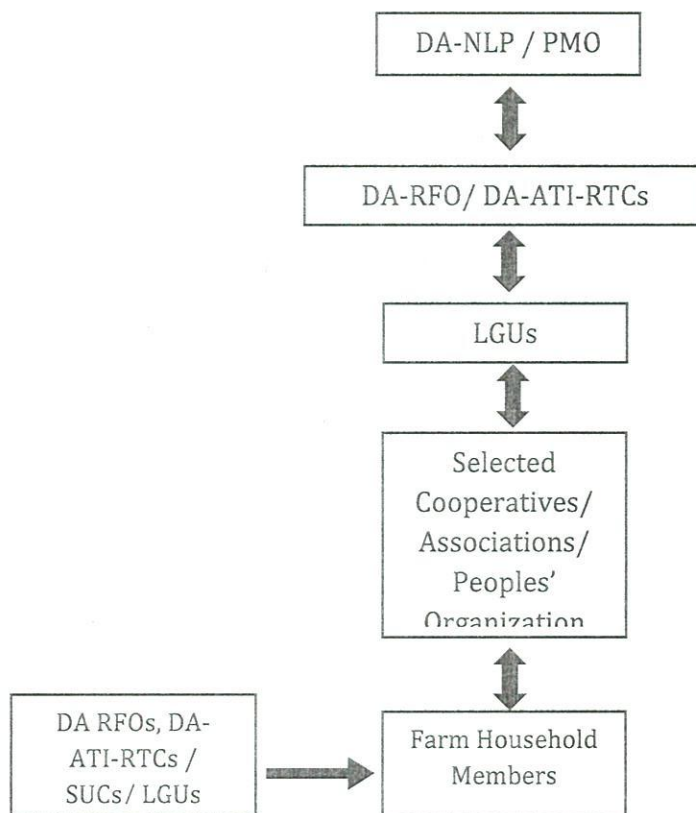 DA-NLP / PMO
DA-RFO/ DA-ATI-RTCs
LGUs
Selected
Cooperatives/
Associations/
Peoples'
Organization
DA RFOs, DA-
ATI-RTCs /
SUCs/ LGUs
Farm Household
Members